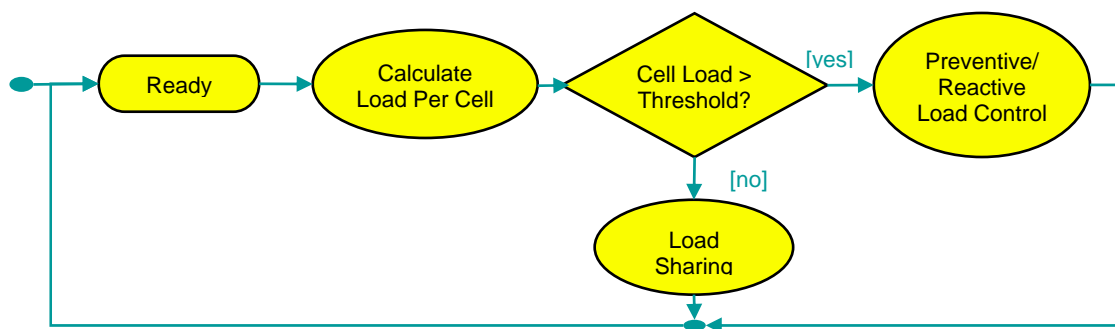 Ready
Calculate
Load Per Cell
Cell Load >
Threshold?
[yes]
Preventive/
Reactive
Load Control
[no]
Load
Sharing